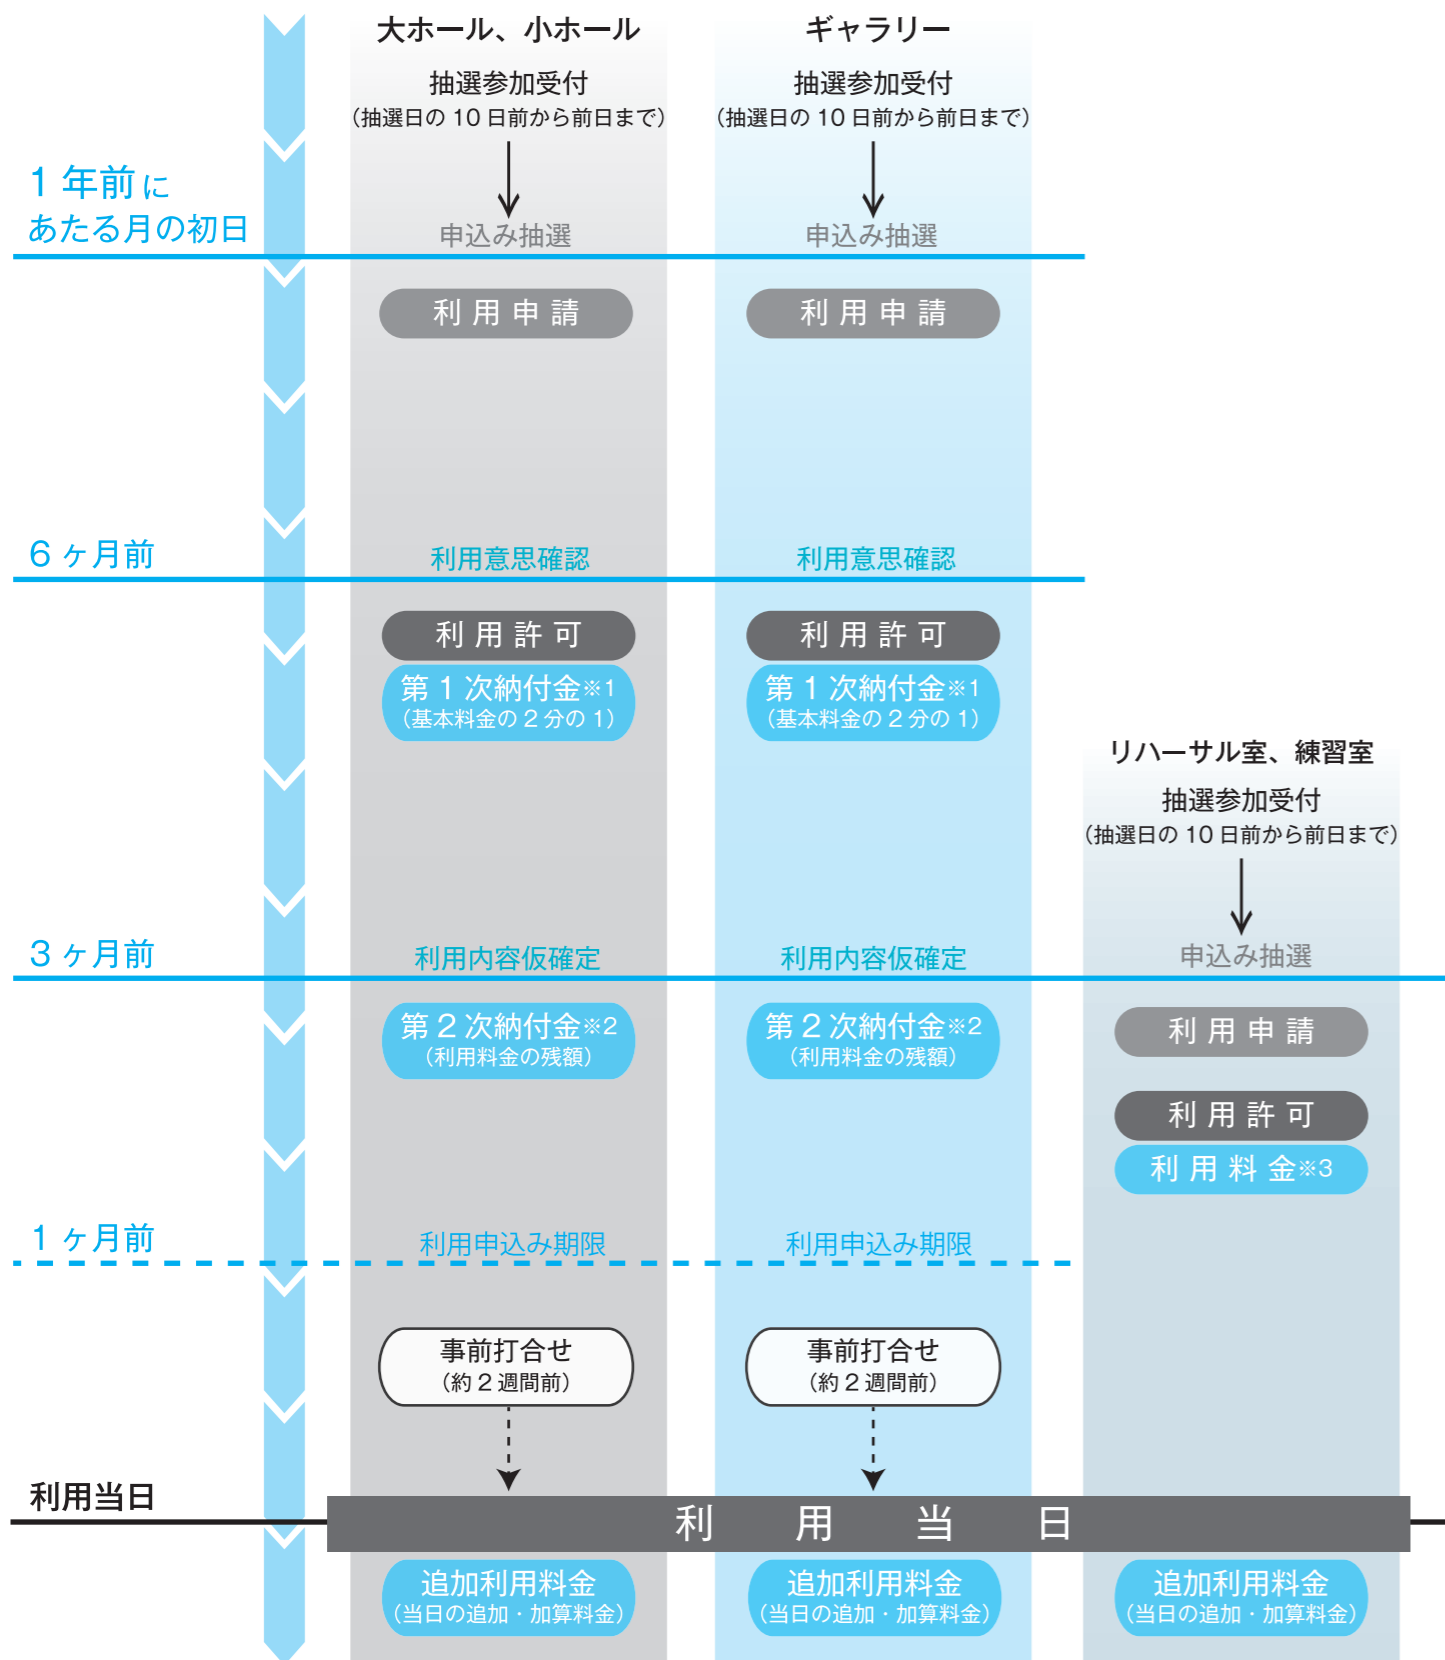 大ホール、小ホール
ギャラリー
抽選参加受付
抽選参加受付
（抽選日の 10 日前から前日まで）
（抽選日の 10 日前から前日まで）
1 年前に
あたる月の初日
申込み抽選
申込み抽選
利用申請
利用申請
6 ヶ月前
利用意思確認
利用意思確認
利用許可
利用許可
第 1 次納付金※1
（基本料金の 2 分の 1）
第 1 次納付金※1
（基本料金の 2 分の 1）
リハーサル室、練習室
抽選参加受付
（抽選日の 10 日前から前日まで）
3 ヶ月前
利用内容仮確定
利用内容仮確定
申込み抽選
第 2 次納付金※2
（利用料金の残額）
第 2 次納付金※2
（利用料金の残額）
利用申請
利用許可
利用料金※3
1 ヶ月前
利用申込み期限
利用申込み期限
事前打合せ
（約 2 週間前）
事前打合せ
（約 2 週間前）
利用当日
利用当日
追加利用料金
（当日の追加・加算料金）
追加利用料金
（当日の追加・加算料金）
追加利用料金
（当日の追加・加算料金）